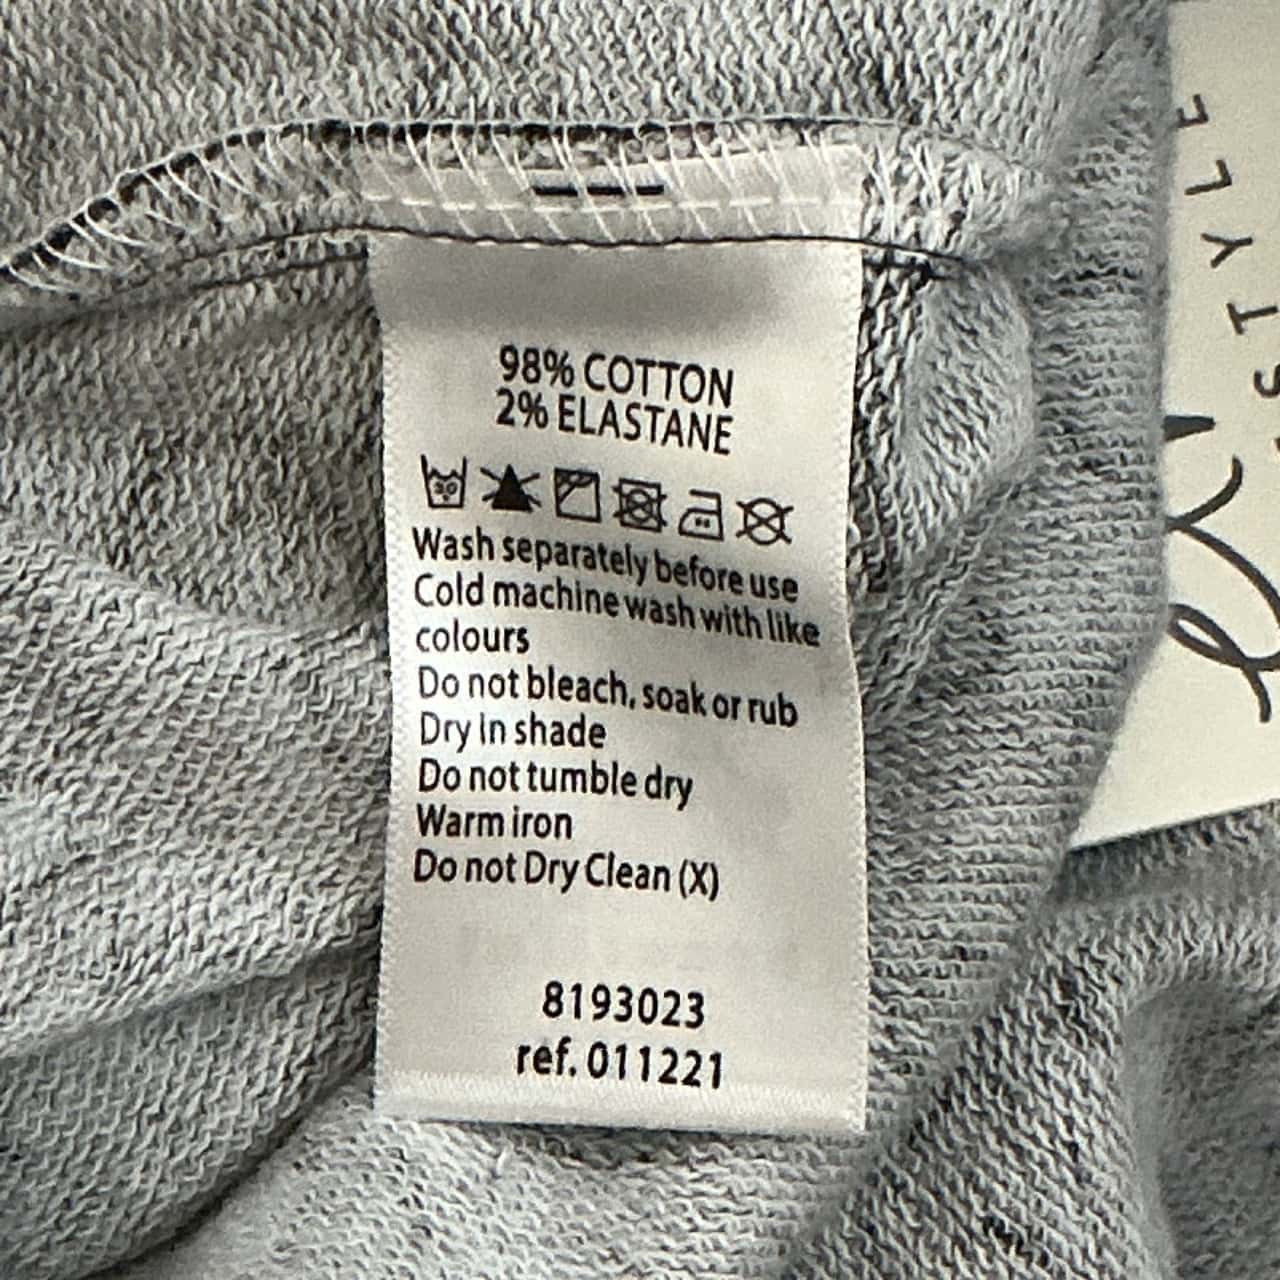 98% COTTON
2% ELASTANE
30
Wash separately before use
Cold machine wash with like
colours
Do not bleach, soak or rub
Dry in shade
Do not tumble dry
Warm iron
Do not Dry Clean (X)
8193023
ref. 011221